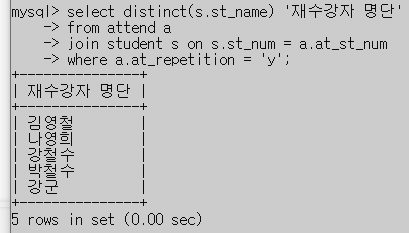 mysql> select distinct(s.st_name) '재수강자 명단'
-> from attend a
-> join student s on s.st_num = a.at_st_num
-> where a.at_repetition = 'y';
+---------------+
| 재수강자 명단 |
+---------------+
| 김영철 |
| 나영희 |
| 강철수 |
| 박철수 |
| 강군 |
+---------------+
5 rows in set (0.00 sec)